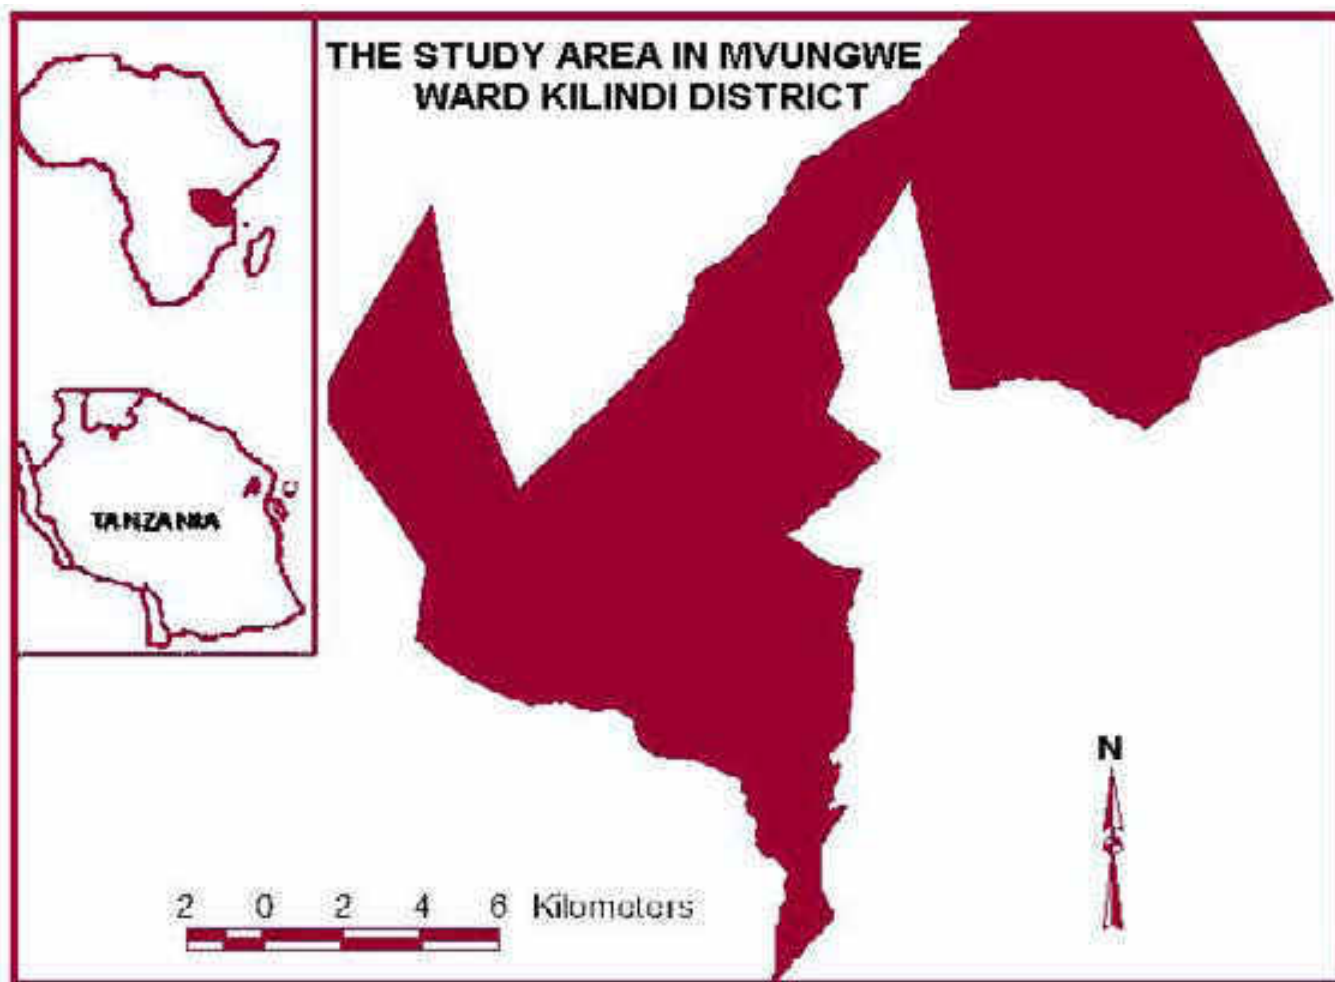 THE STUDY AREA IN MVUNGWE
WARD KILINDI DISTRICT
TANZANIA
N
2 0 2 4 6 Kilometers